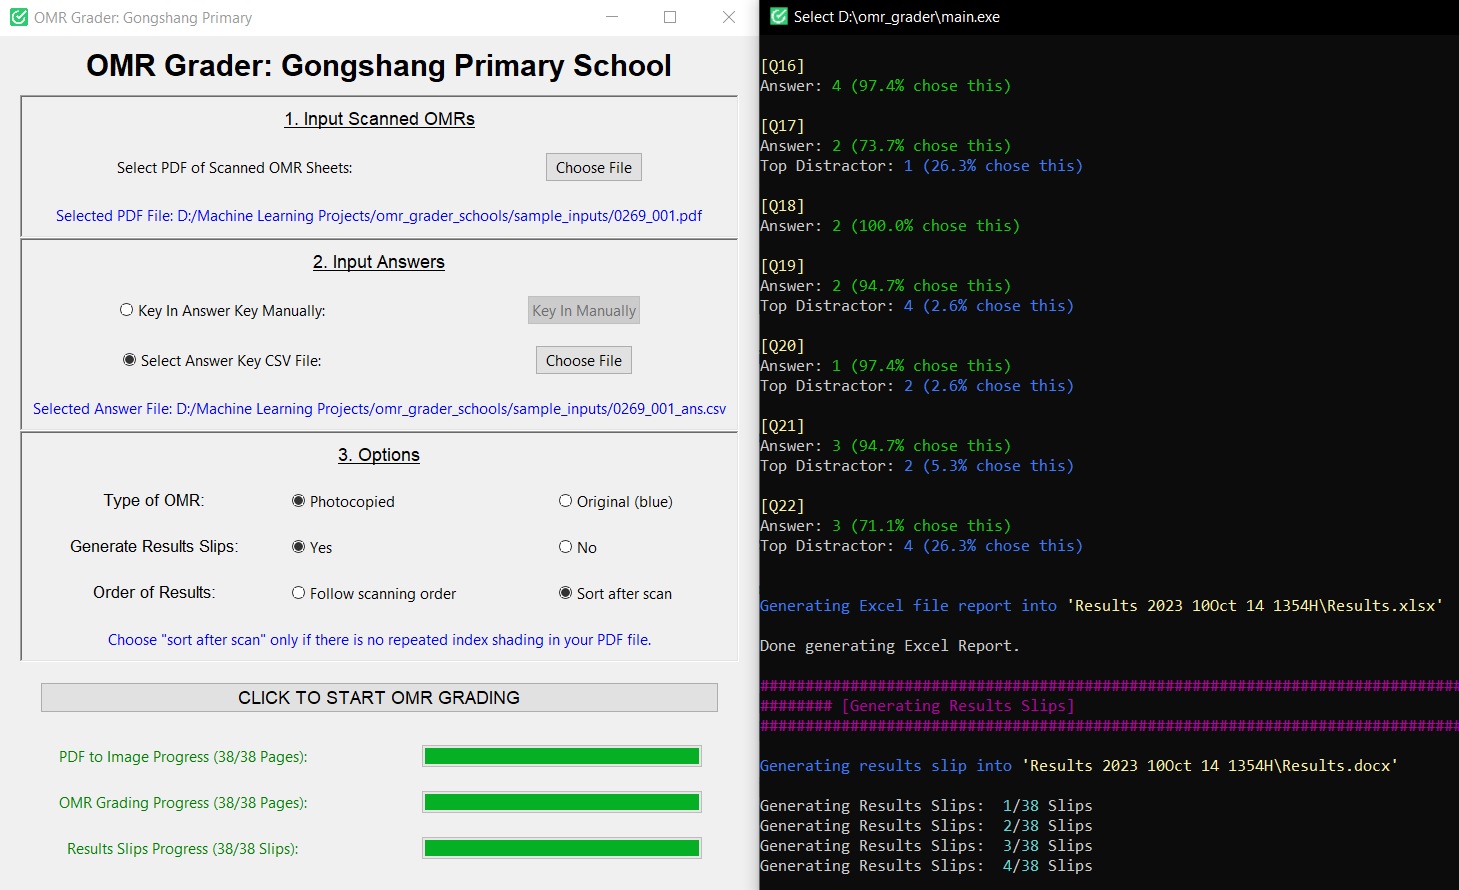 OMR Grader: Gongshang Primary
OMR Grader: Gongshang Primary School
1. Input Scanned OMRs
Select PDF of Scanned OMR Sheets: Choose File
Selected PDF File: D:/Machine Learning Projects/omr_grader_schools/sample_inputs/0269_001.pdf
2. Input Answers
Key In Answer Key Manually: Key In Manually
Select Answer Key CSV File: Choose File
Selected Answer File: D:/Machine Learning Projects/omr_grader_schools/sample_inputs/0269_001_ans.csv
3. Options
Type of OMR: Photocopied Original (blue)
Generate Results Slips: Yes No
Order of Results: Follow scanning order Sort after scan
Choose "sort after scan" only if there is no repeated index shading in your PDF file.
CLICK TO START OMR GRADING
PDF to Image Progress (38/38 Pages):
OMR Grading Progress (38/38 Pages):
Results Slips Progress (38/38 Slips):
Select D:\omr_grader\main.exe
[Q16]
Answer: 4 (97.4% chose this)
[Q17]
Answer: 2 (73.7% chose this)
Top Distractor: 1 (26.3% chose this)
[Q18]
Answer: 2 (100.0% chose this)
[Q19]
Answer: 2 (94.7% chose this)
Top Distractor: 4 (2.6% chose this)
[Q20]
Answer: 1 (97.4% chose this)
Top Distractor: 2 (2.6% chose this)
[Q21]
Answer: 3 (94.7% chose this)
Top Distractor: 2 (5.3% chose this)
[Q22]
Answer: 3 (71.1% chose this)
Top Distractor: 4 (26.3% chose this)
Generating Excel file report into 'Results 2023 10Oct 14 1354H\Results.xlsx'
Done generating Excel Report.
##############################################################################
######## [Generating Results Slips]
##############################################################################
Generating results slip into 'Results 2023 10Oct 14 1354H\Results.docx'
Generating Results Slips: 1/38 Slips
Generating Results Slips: 2/38 Slips
Generating Results Slips: 3/38 Slips
Generating Results Slips: 4/38 Slips